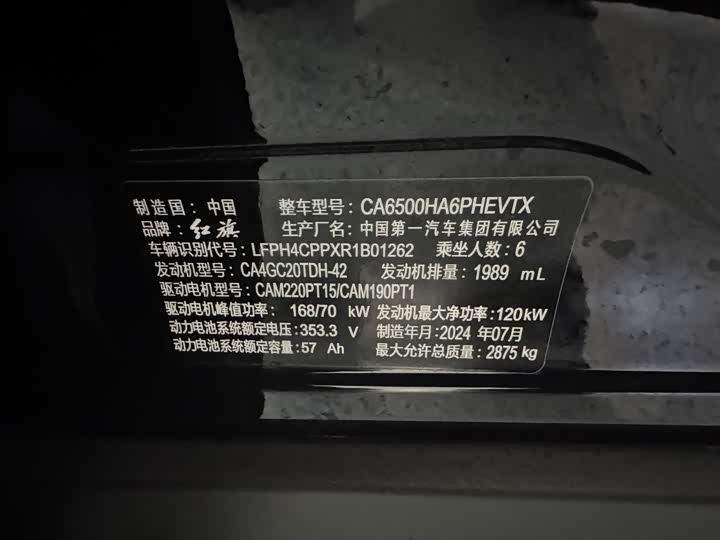 制造国：中国 整车型号：CA6500HA6PHEVTX
品牌：红旗 生产厂名：中国第一汽车集团有限公司
车辆识别代号：LFPH4CPPXR1B01262 乘坐人数：6
发动机型号：CA4GC20TDH-42 发动机排量：1989 mL
驱动电机型号：CAM220PT15/CAM190PT1
驱动电机峰值功率：168/70 kW 发动机最大净功率：120kW
动力电池系统额定电压：353.3 V 制造年月：2024 年07月
动力电池系统额定容量：57 Ah 最大允许总质量：2875 kg